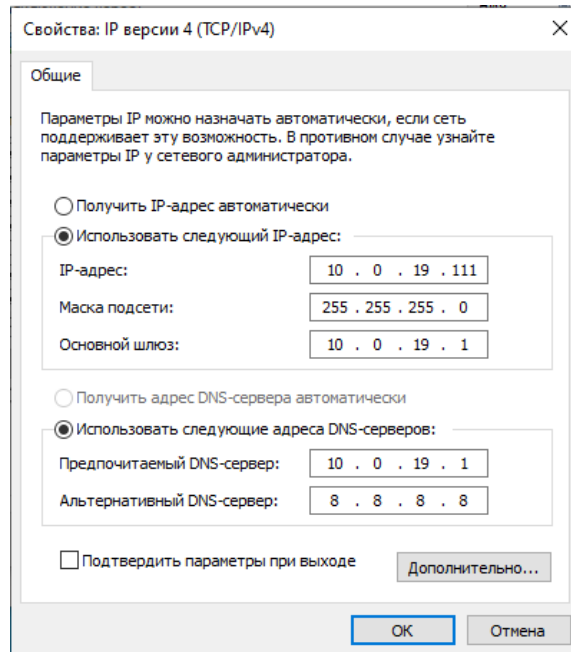 Свойства: IP версии 4 (TCP/IPv4)
Общие
Параметры IP можно назначать автоматически, если сеть
поддерживает эту возможность. В противном случае узнайте
параметры IP у сетевого администратора.
Получить IP-адрес автоматически
Использовать следующий IP-адрес:
IP-адрес: 10 . 0 . 19 . 111
Маска подсети: 255 . 255 . 255 . 0
Основной шлюз: 10 . 0 . 19 . 1
Получить адрес DNS-сервера автоматически
Использовать следующие адреса DNS-серверов:
Предпочитаемый DNS-сервер: 10 . 0 . 19 . 1
Альтернативный DNS-сервер: 8 . 8 . 8 . 8
Подтвердить параметры при выходе
Дополнительно...
ОК Отмена